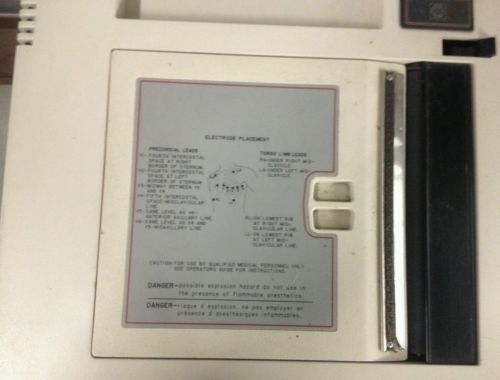 ELECTRODE PLACEMENT
PRECORDIAL LEADS
V1-FOURTH INTERCOSTAL
SPACE AT RIGHT
BORDER OF STERNUM
V2-FOURTH INTERCOSTAL
SPACE AT LEFT
BORDER OF STERNUM
V3-MIDWAY BETWEEN V2
AND V4
V4-FIFTH INTERCOSTAL
SPACE-MIDCLAVICULAR
LINE
V5-SAME LEVEL AS V4-
ANTERIOR AXILLARY LINE
V6-SAME LEVEL AS V4 AND
V5-MIDAXILLARY LINE
TORSO LIMB LEADS
RA-UNDER RIGHT MID-
CLAVICLE
LA-UNDER LEFT MID-
CLAVICLE
RL-ON LOWEST RIB
AT RIGHT MID-
CLAVICULAR LINE
LL-ON LOWEST RIB
AT LEFT MID-
CLAVICULAR LINE
CAUTION:FOR USE BY QUALIFIED MEDICAL PERSONNEL ONLY
SEE OPERATORS GUIDE FOR INSTRUCTIONS.
DANGER-possible explosion hazard do not use in
the presence of flammable anesthetics.
DANGER-risque d explosion. ne pas employer en
présence d anesthésiques inflammables.